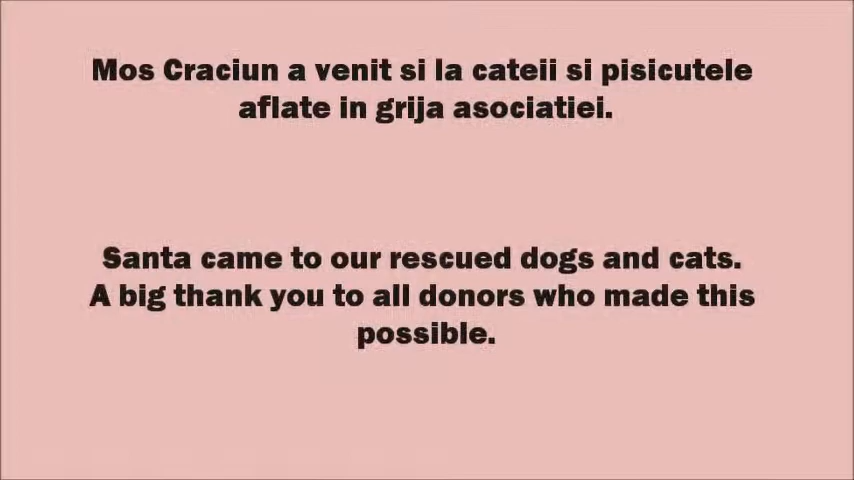 Mos Craciun a venit si la cateii si pisicutele
aflate in grija asociatiei.
Santa came to our rescued dogs and cats.
A big thank you to all donors who made this
possible.